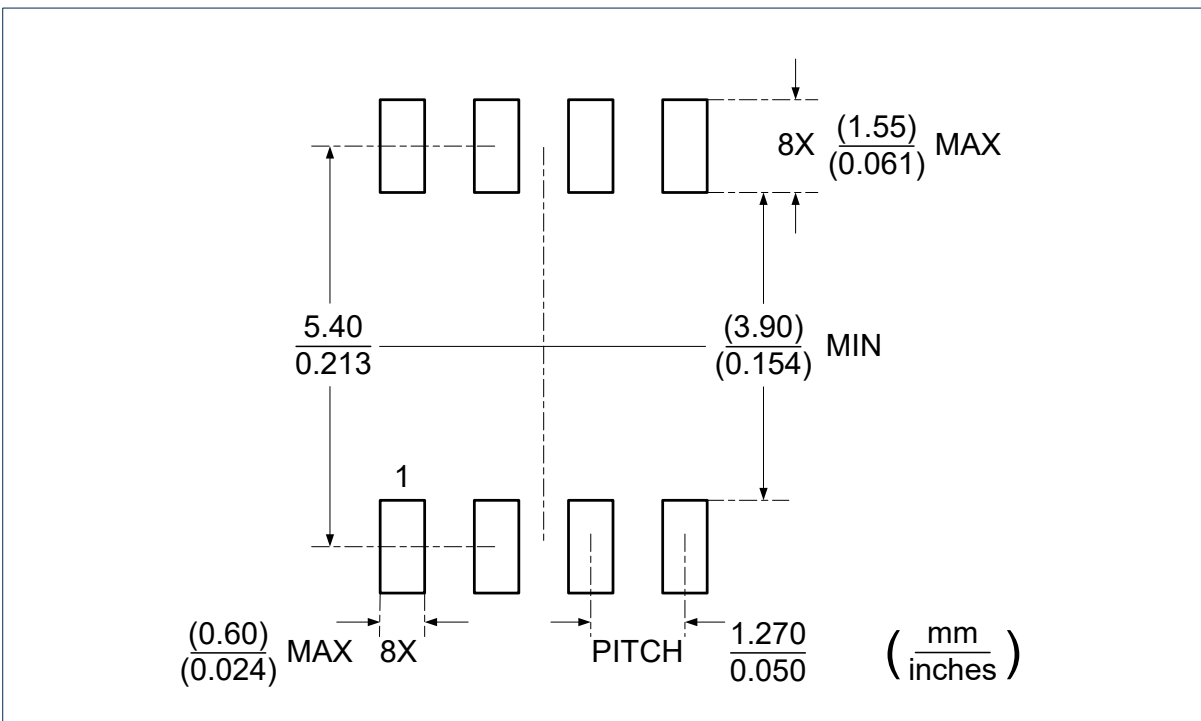 8X (1.55) MAX
(0.061)
5.40
0.213
(3.90) MIN
(0.154)
1
(0.60) MAX 8X
(0.024)
PITCH 1.270
0.050
( mm
inches )